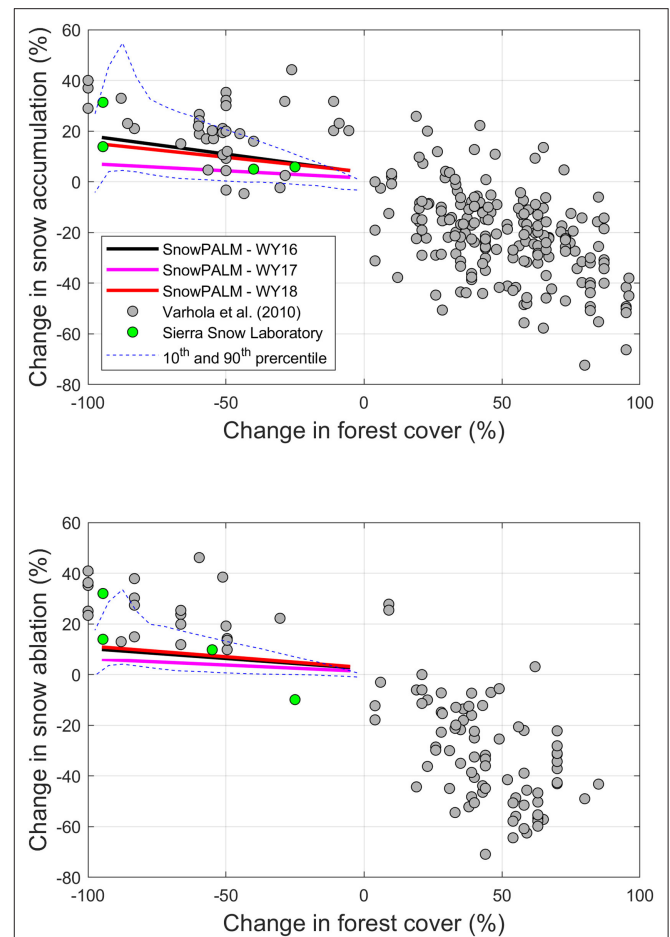 60
40
20
0
-20
-40
-60
-80
Change in snow accumulation (%)
SnowPALM - WY16
SnowPALM - WY17
SnowPALM - WY18
Varhola et al. (2010)
Sierra Snow Laboratory
10th and 90th percentile
-100 -50 0 50 100
Change in forest cover (%)
60
40
20
0
-20
-40
-60
-80
Change in snow ablation (%)
-100 -50 0 50 100
Change in forest cover (%)